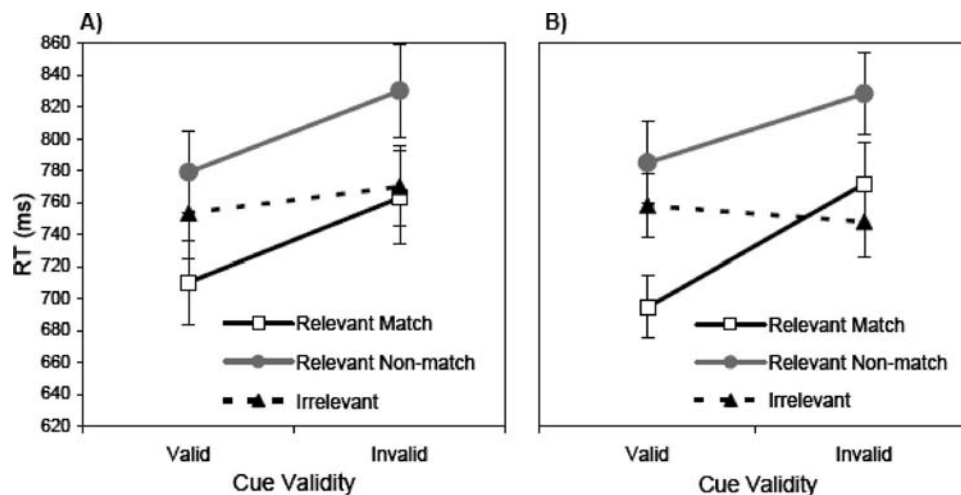 A)
B)
860
840
820
800
780
760
740
720
700
680
660
640
620
RT (ms)
Relevant Match
Relevant Non-match
Irrelevant
Valid
Invalid
Cue Validity
Relevant Match
Relevant Non-match
Irrelevant
Valid
Invalid
Cue Validity